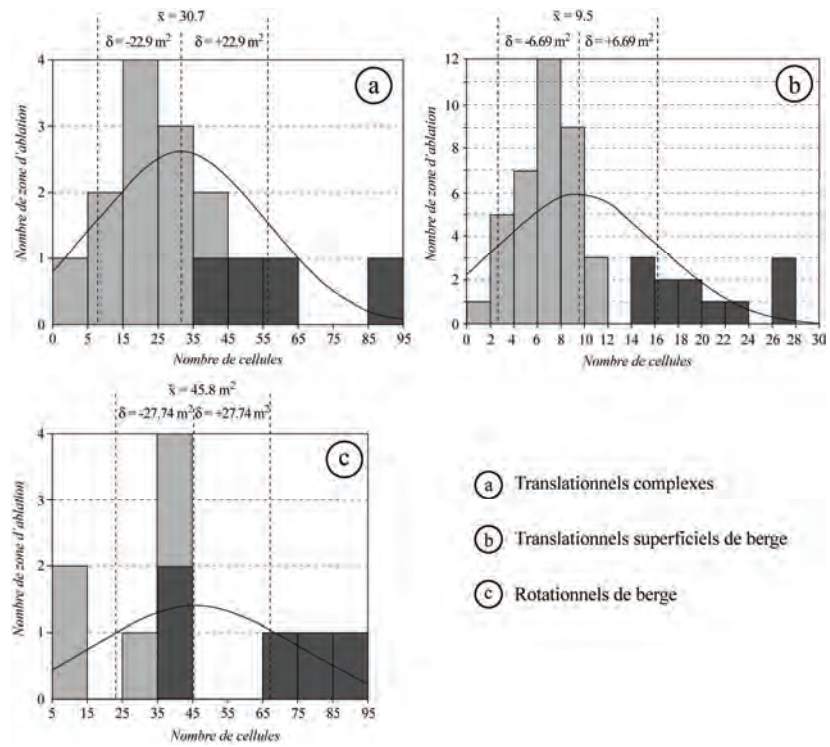 x̄ = 30.7
δ = -22.9 m² δ = +22.9 m²
4
3
2
1
0
Nombre de zone d'ablation
a
0 5 15 25 35 45 55 65 75 85 95
Nombre de cellules
x̄ = 9.5
δ = -6.69 m² δ = +6.69 m²
12
10
8
6
4
2
0
Nombre de zone d'ablation
b
0 2 4 6 8 10 12 14 16 18 20 22 24 26 28 30
Nombre de cellules
x̄ = 45.8 m²
δ = -27.74 m² δ = +27.74 m²
4
3
2
1
0
Nombre de zone d'ablation
c
5 15 25 35 45 55 65 75 85 95
Nombre de cellules
a Translationnels complexes
b Translationnels superficiels de berge
c Rotationnels de berge